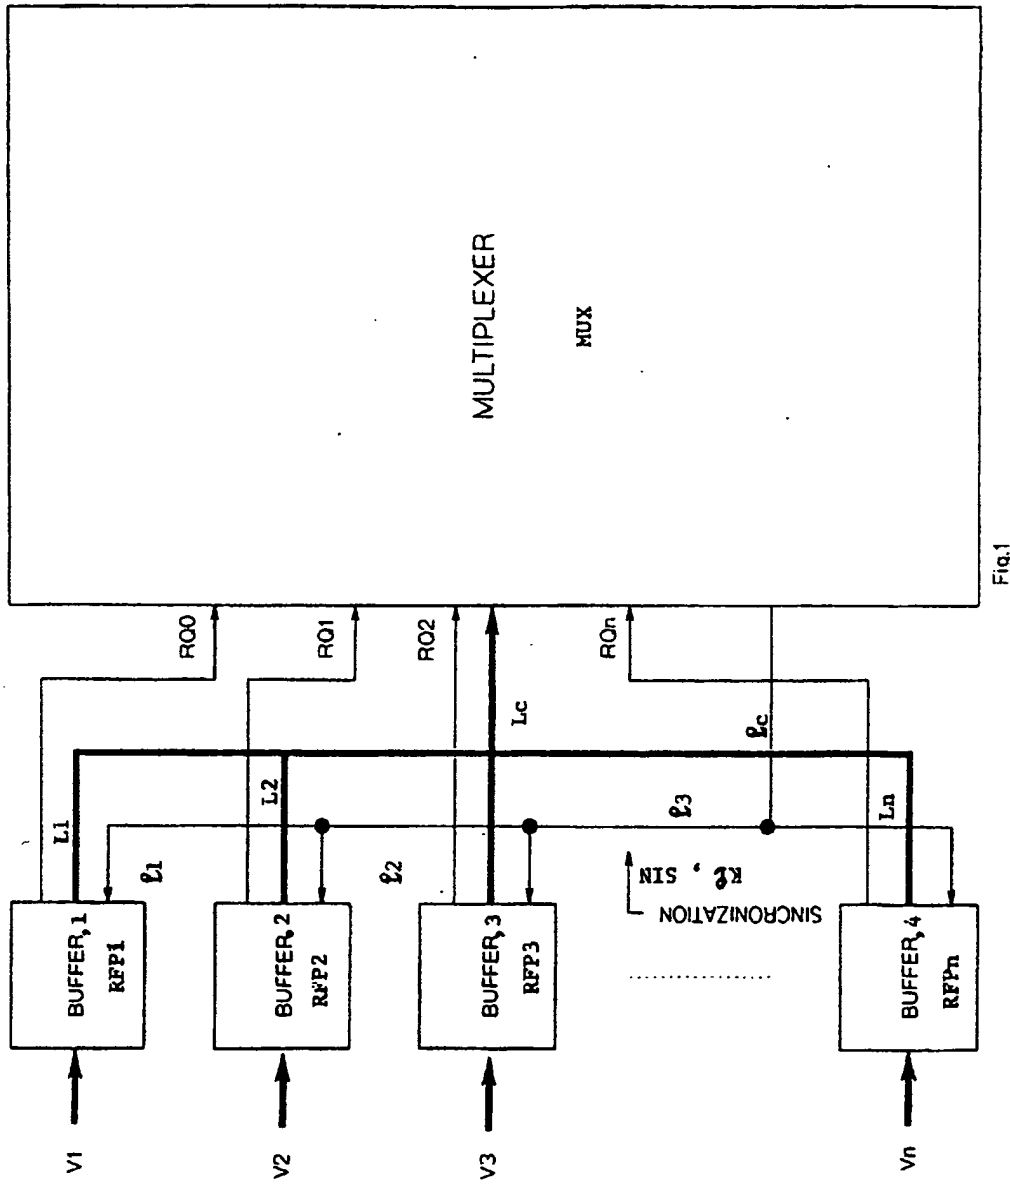 MULTIPLEXER
MUX
RQ0
RQ1
RQ2
RQn
Lc
ℓc
L1
L2
Ln
ℓ1
ℓ2
ℓ3
Kℓ, SIN
SINCRONIZATION
BUFFER,1
RFP1
BUFFER,2
RFP2
BUFFER,3
RFP3
BUFFER,4
RFPn
V1
V2
V3
Vn
Fig.1